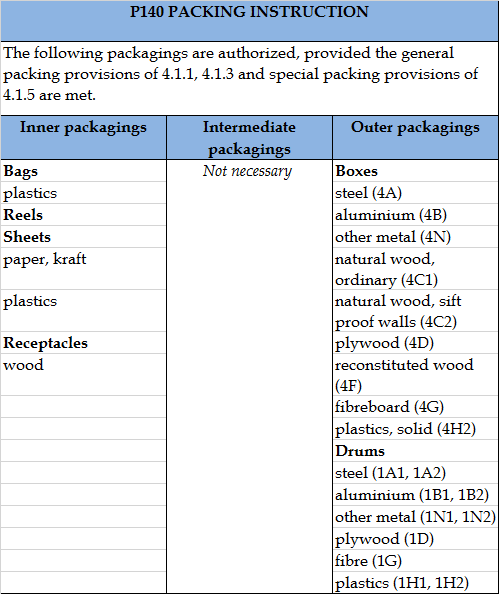 P140 PACKING INSTRUCTION
The following packagings are authorized, provided the general
packing provisions of 4.1.1, 4.1.3 and special packing provisions of
4.1.5 are met.
Inner packagings
Intermediate
packagings
Outer packagings
Bags
Not necessary
Boxes
plastics
steel (4A)
Reels
aluminium (4B)
Sheets
other metal (4N)
paper, kraft
natural wood,
ordinary (4C1)
plastics
natural wood, sift
proof walls (4C2)
Receptacles
plywood (4D)
wood
reconstituted wood
(4F)
fibreboard (4G)
plastics, solid (4H2)
Drums
steel (1A1, 1A2)
aluminium (1B1, 1B2)
other metal (1N1, 1N2)
plywood (1D)
fibre (1G)
plastics (1H1, 1H2)